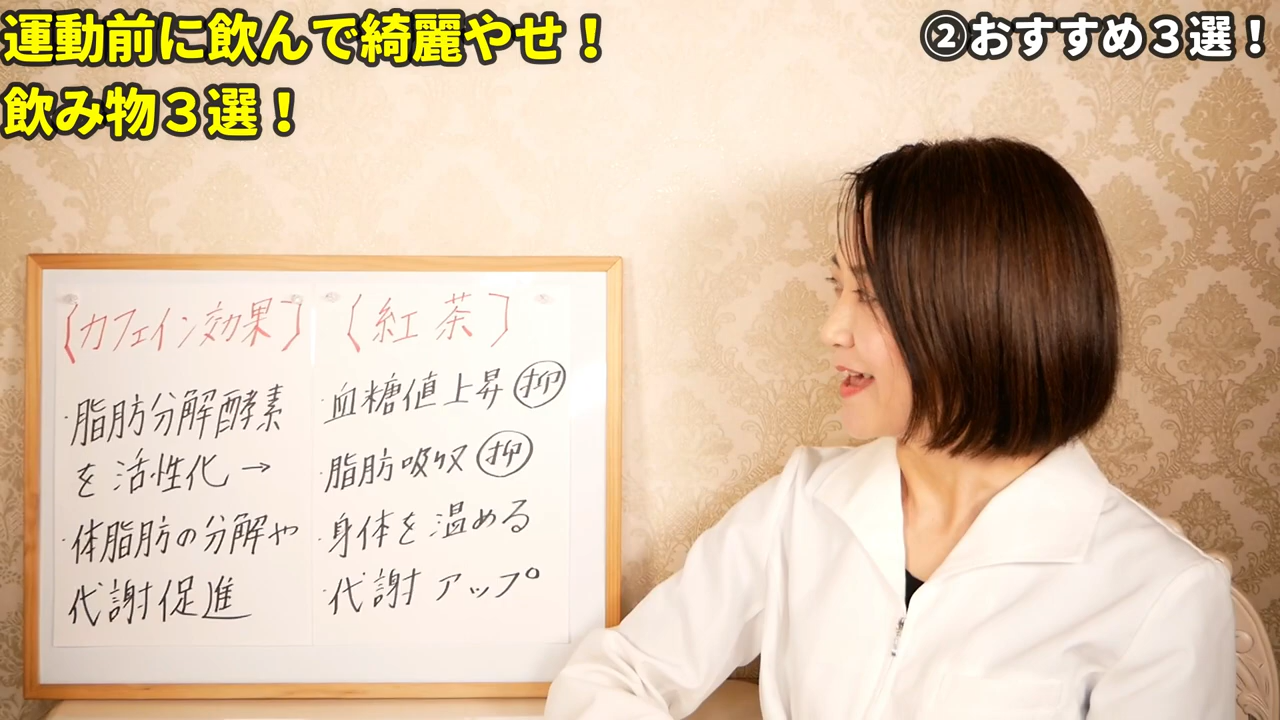 運動前に飲んで綺麗やせ！
飲み物３選！
②おすすめ３選！
〔カフェイン効果〕
・脂肪分解酵素
を活性化→
・体脂肪の分解や
代謝促進
〔紅茶〕
・血糖値上昇 抑
・脂肪吸収 抑
・身体を温める
・代謝アップ